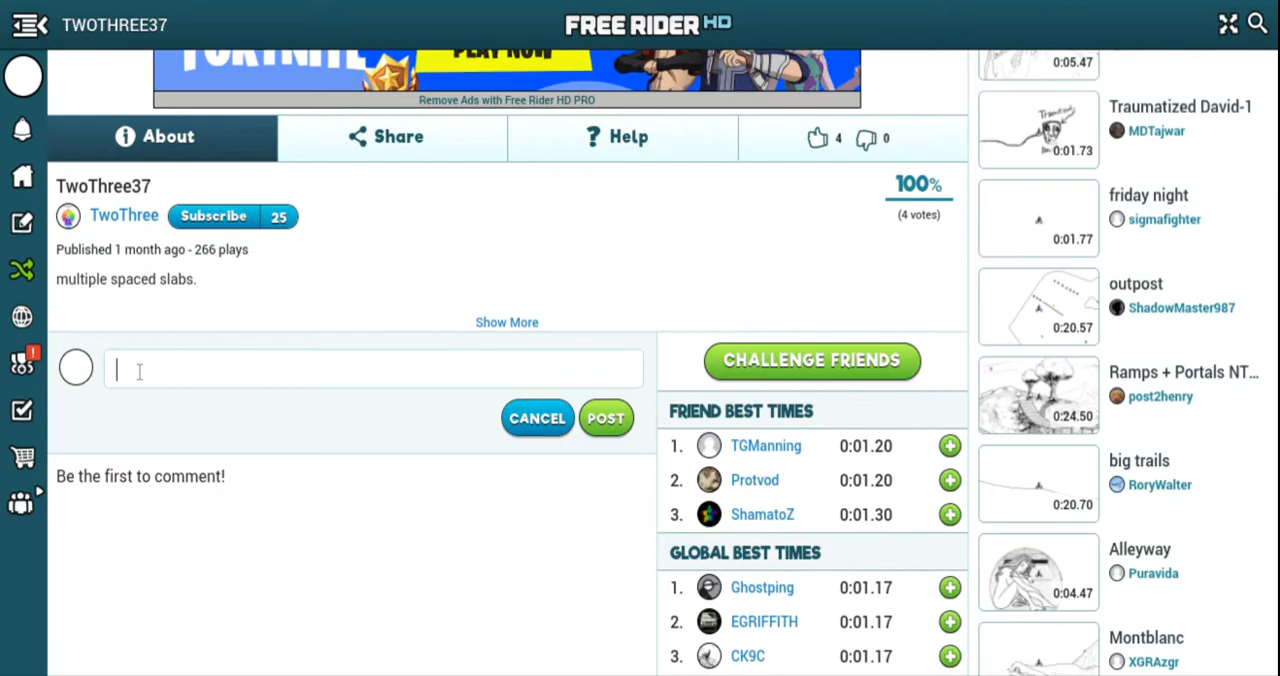 TWOTHREE37
FREE RIDER HD
PLAY NOW
Remove Ads with Free Rider HD PRO
About
Share
Help
4
0
TwoThree37
100%
(4 votes)
TwoThree
Subscribe 25
Published 1 month ago - 266 plays
multiple spaced slabs.
Show More
CANCEL
POST
Be the first to comment!
CHALLENGE FRIENDS
FRIEND BEST TIMES
1. TGManning 0:01.20
2. Protvod 0:01.20
3. ShamatoZ 0:01.30
GLOBAL BEST TIMES
1. Ghostping 0:01.17
2. EGRIFFITH 0:01.17
3. CK9C 0:01.17
0:05.47
Traumatized David-1
MDTajwar
0:01.73
friday night
sigmafighter
0:01.77
outpost
ShadowMaster987
0:20.57
Ramps + Portals NT...
post2henry
0:24.50
big trails
RoryWalter
0:20.70
Alleyway
Puravida
0:04.47
Montblanc
XGRAzgr